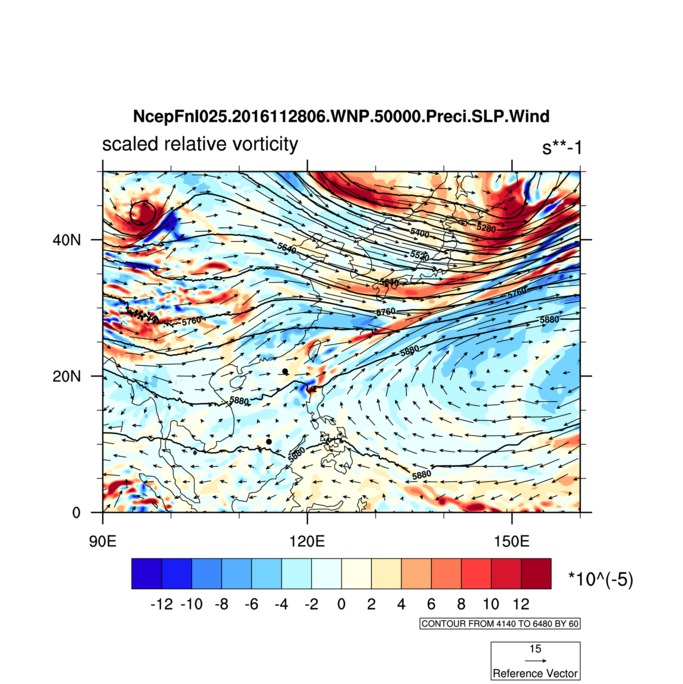 NcepFnl025.2016112806.WNP.50000.Preci.SLP.Wind
scaled relative vorticity
s**-1
5280
5400
5520
5640
5640
5760
5760
5760
5880
5880
5880
5880
5880
40N
20N
0
90E 120E 150E
-12 -10 -8 -6 -4 -2 0 2 4 6 8 10 12
*10^(-5)
CONTOUR FROM 4140 TO 6480 BY 60
15
Reference Vector